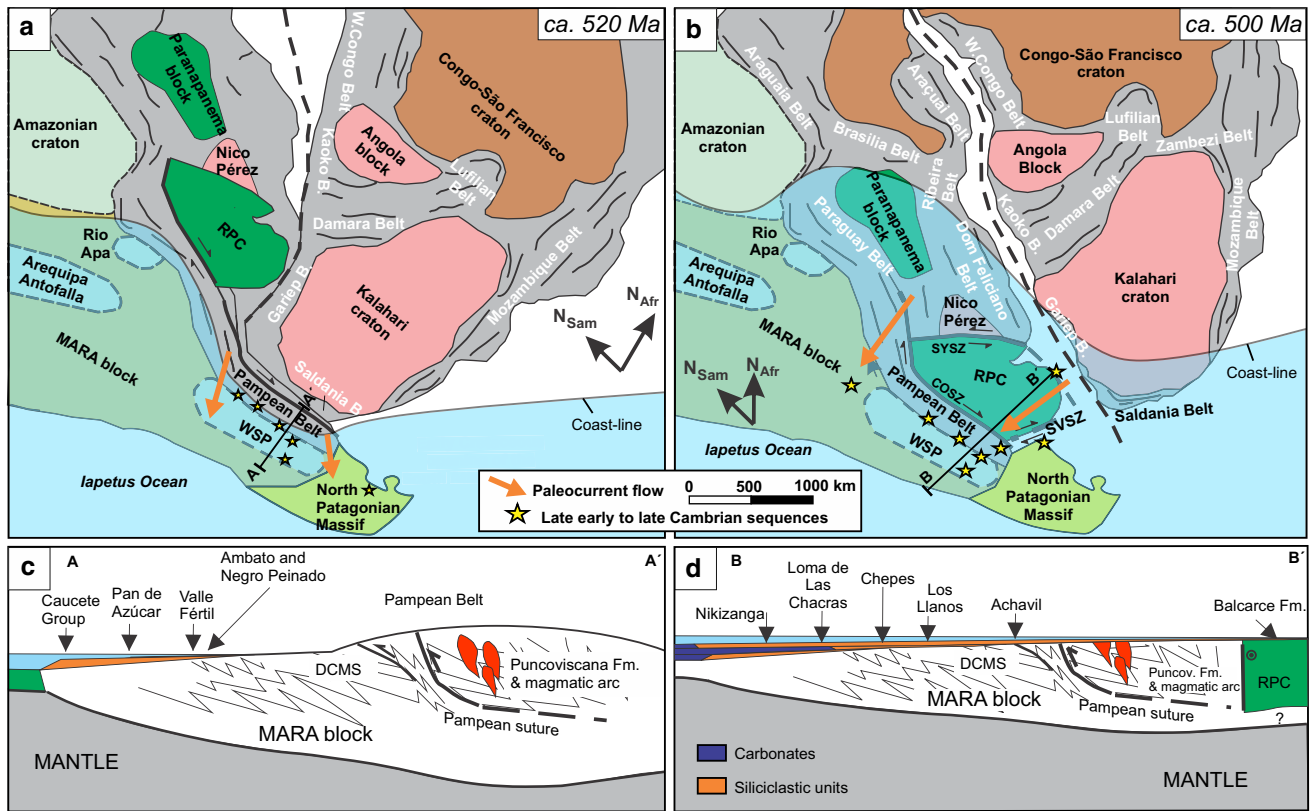 a
ca. 520 Ma
Paranapanema
block
W.Congo Belt
Congo-São Francisco
craton
Amazonian
craton
Nico
Pérez
Kaoko B.
Angola
block
Lufilian
Belt
RPC
Damara Belt
Rio
Apa
Arequipa
Antofalla
Gariep B.
Kalahari
craton
Mozambique Belt
MARA block
NSam
NAfr
Saldania B.
Pampean Belt
A´
WSP
A
Coast-line
Iapetus Ocean
North
Patagonian
Massif
b
ca. 500 Ma
Araguaia Belt
Araçuai Belt
W.Congo Belt
Congo-São Francisco
craton
Amazonian
craton
Brasilia Belt
Ribeira
Belt
Lufilian
Belt
Zambezi Belt
Angola
Block
Paranapanema
block
Kaoko B.
Damara Belt
Mozambique
Belt
Rio
Apa
Paraguay Belt
Dom Feliciano
Belt
Arequipa
Antofalla
Kalahari
craton
Nico
Pérez
Gariep B.
MARA block
SYSZ
RPC
B´
NSam
NAfr
COSZ
Coast-line
Pampean Belt
Saldania Belt
WSP
SVSZ
Iapetus Ocean
B
North
Patagonian
Massif
Paleocurrent flow
0 500 1000 km
Late early to late Cambrian sequences
c
A
A´
Ambato and
Negro Peinado
Caucete
Group
Pan de
Azúcar
Valle
Fértil
Pampean Belt
DCMS
Puncoviscana Fm.
& magmatic arc
MARA block
Pampean suture
MANTLE
d
B
B´
Nikizanga
Loma de
Las
Chacras
Chepes
Los
Llanos
Achavil
Balcarce Fm.
DCMS
Puncov. Fm.
& magmatic arc
RPC
MARA block
Pampean suture
?
Carbonates
Siliciclastic units
MANTLE